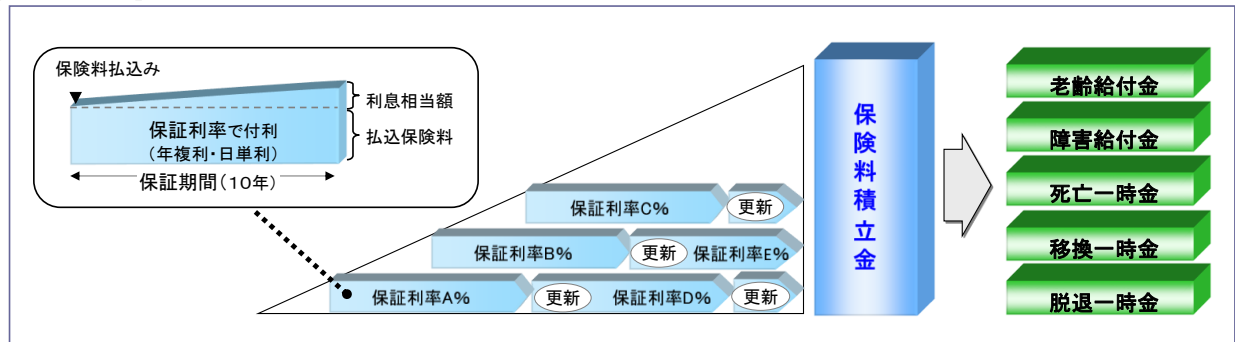 保険料払込み
利息相当額
保証利率で付利
(年複利・日単利)
払込保険料
保証期間(10年)
保証利率C%
更新
保証利率B%
更新
保証利率E%
保証利率A%
更新
保証利率D%
更新
保険料積立金
老齢給付金
障害給付金
死亡一時金
移換一時金
脱退一時金